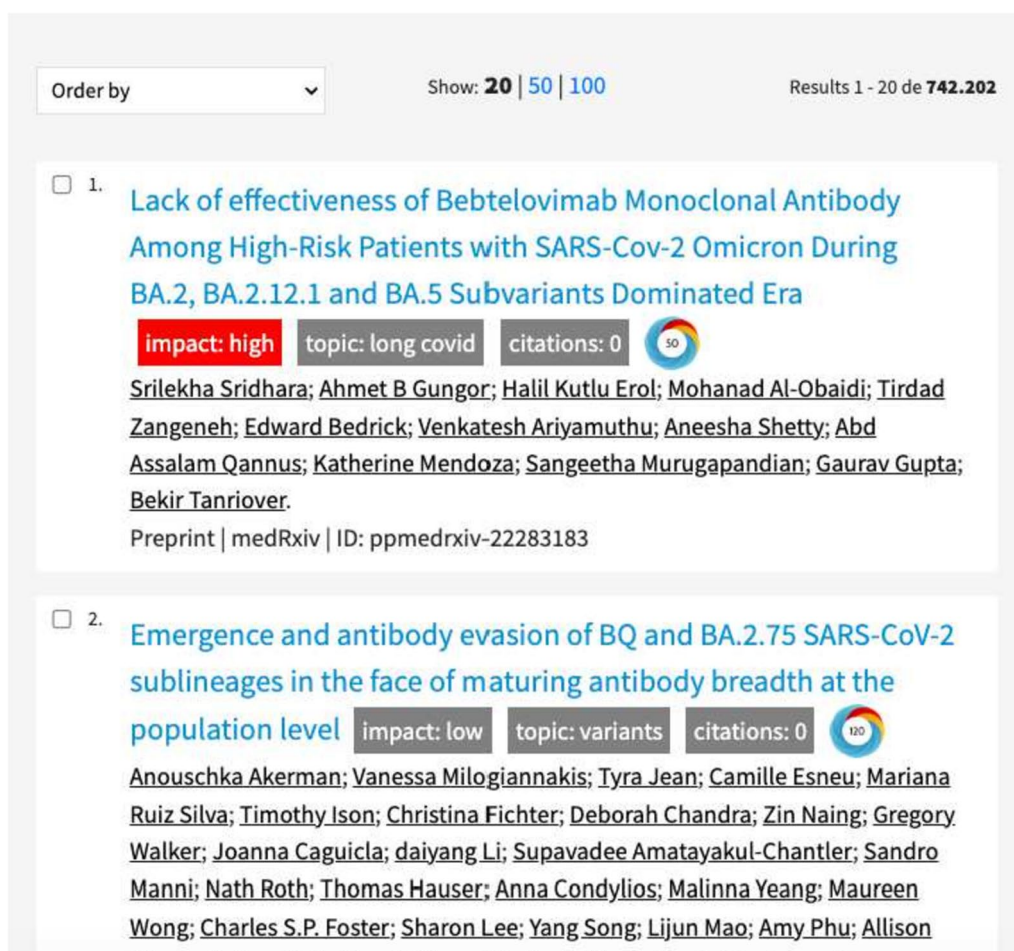 Order by
Show: 20 | 50 | 100
Results 1 - 20 de 742.202
1.
Lack of effectiveness of Bebtelovimab Monoclonal Antibody
Among High-Risk Patients with SARS-Cov-2 Omicron During
BA.2, BA.2.12.1 and BA.5 Subvariants Dominated Era
impact: high topic: long covid citations: 0 50
Srilekha Sridhara; Ahmet B Gungor; Halil Kutlu Erol; Mohanad Al-Obaidi; Tirdad
Zangeneh; Edward Bedrick; Venkatesh Ariyamuthu; Aneesha Shetty; Abd
Assalam Qannus; Katherine Mendoza; Sangeetha Murugapandian; Gaurav Gupta;
Bekir Tanriover.
Preprint | medRxiv | ID: ppmedrxiv-22283183
2.
Emergence and antibody evasion of BQ and BA.2.75 SARS-CoV-2
sublineages in the face of maturing antibody breadth at the
population level impact: low topic: variants citations: 0 120
Anouschka Akerman; Vanessa Milogiannakis; Tyra Jean; Camille Esneu; Mariana
Ruiz Silva; Timothy Ison; Christina Fichter; Deborah Chandra; Zin Naing; Gregory
Walker; Joanna Caguicla; daiyang Li; Supavadee Amatayakul-Chantler; Sandro
Manni; Nath Roth; Thomas Hauser; Anna Condylios; Malinna Yeang; Maureen
Wong; Charles S.P. Foster; Sharon Lee; Yang Song; Lijun Mao; Amy Phu; Allison